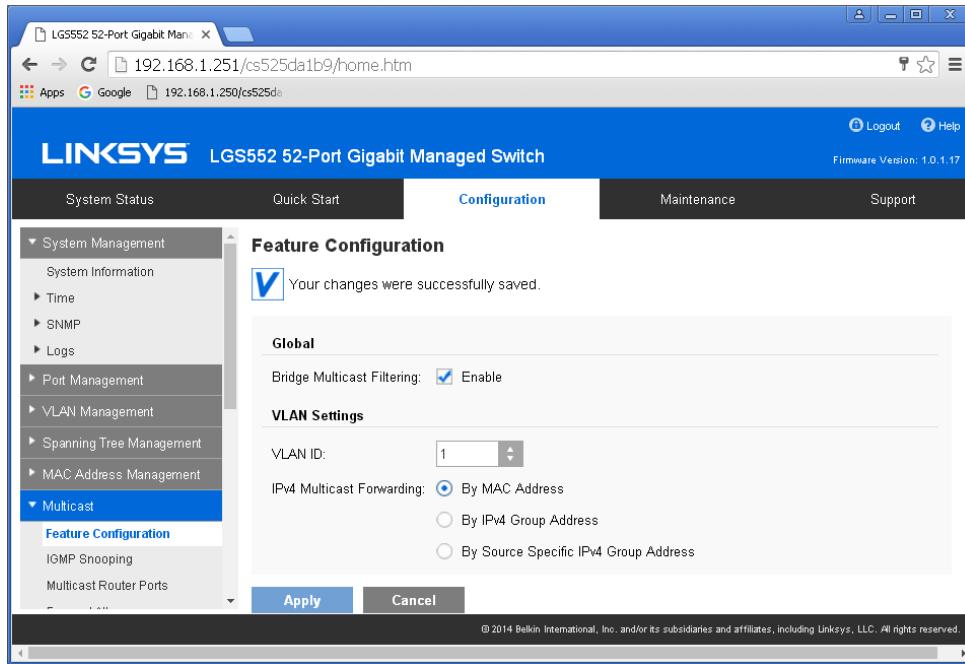 LGS552 52-Port Gigabit Mana
192.168.1.251/cs525da1b9/home.htm
Apps Google 192.168.1.250/cs525da
Logout Help
LINKSYS LGS552 52-Port Gigabit Managed Switch
Firmware Version: 1.0.1.17
System Status Quick Start Configuration Maintenance Support
System Management
System Information
Time
SNMP
Logs
Port Management
VLAN Management
Spanning Tree Management
MAC Address Management
Multicast
Feature Configuration
IGMP Snooping
Multicast Router Ports
Feature Configuration
Your changes were successfully saved.
Global
Bridge Multicast Filtering: Enable
VLAN Settings
VLAN ID: 1
IPv4 Multicast Forwarding: By MAC Address
By IPv4 Group Address
By Source Specific IPv4 Group Address
Apply Cancel
© 2014 Belkin International, Inc. and/or its subsidiaries and affiliates, including Linksys, LLC. All rights reserved.